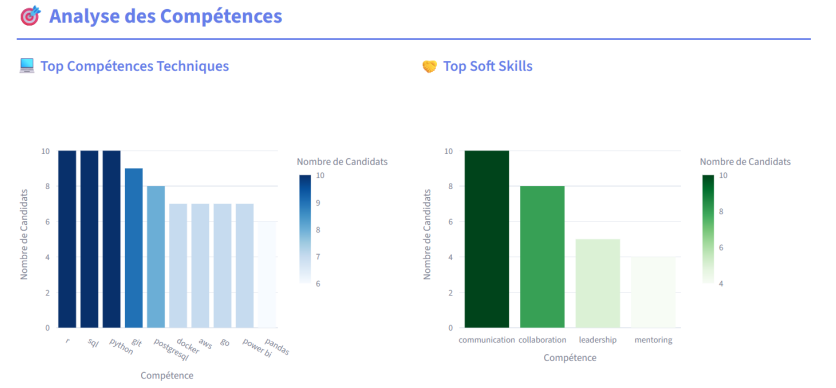 Analyse des Compétences
Top Compétences Techniques
Nombre de Candidats
10
8
6
4
2
0
r
sql
python
git
postgresql
docker
aws
go
power bi
pandas
Compétence
Nombre de Candidats
10
9
8
7
6
Top Soft Skills
Nombre de Candidats
10
8
6
4
2
0
communication
collaboration
leadership
mentoring
Compétence
Nombre de Candidats
10
8
6
4